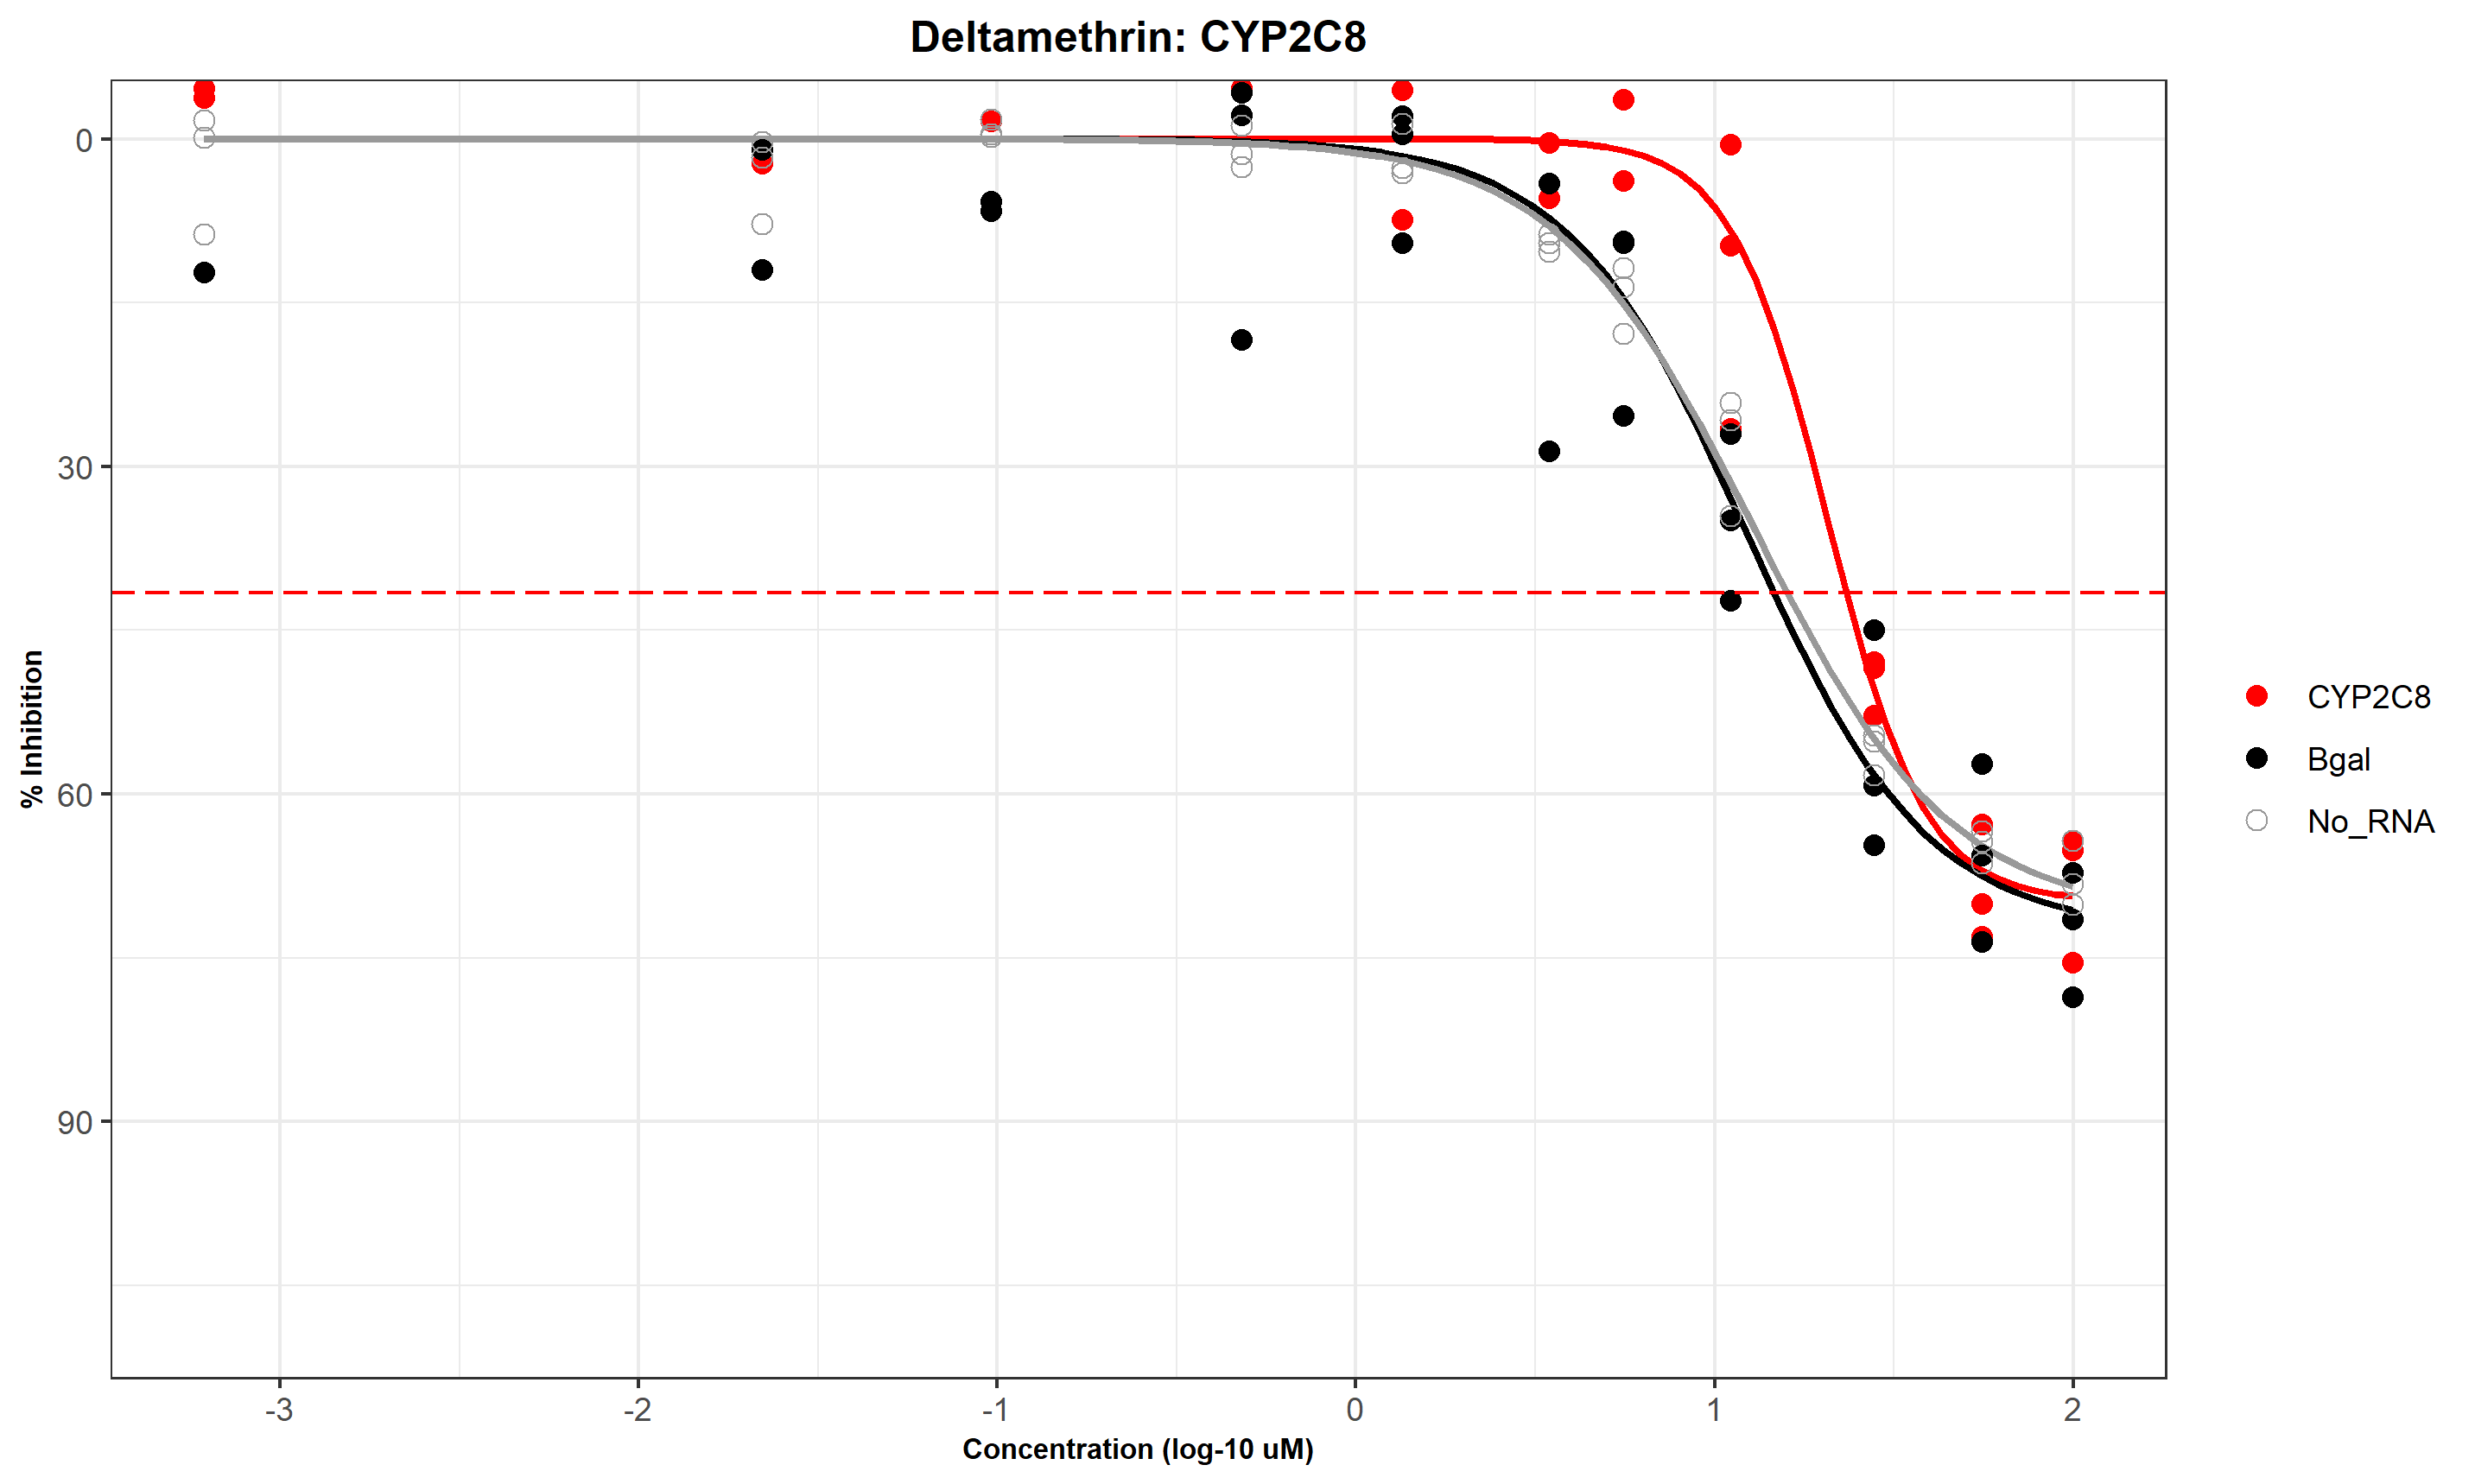 Deltamethrin: CYP2C8
% Inhibition
0
30
60
90
-3
-2
-1
0
1
2
Concentration (log-10 uM)
CYP2C8
Bgal
No_RNA